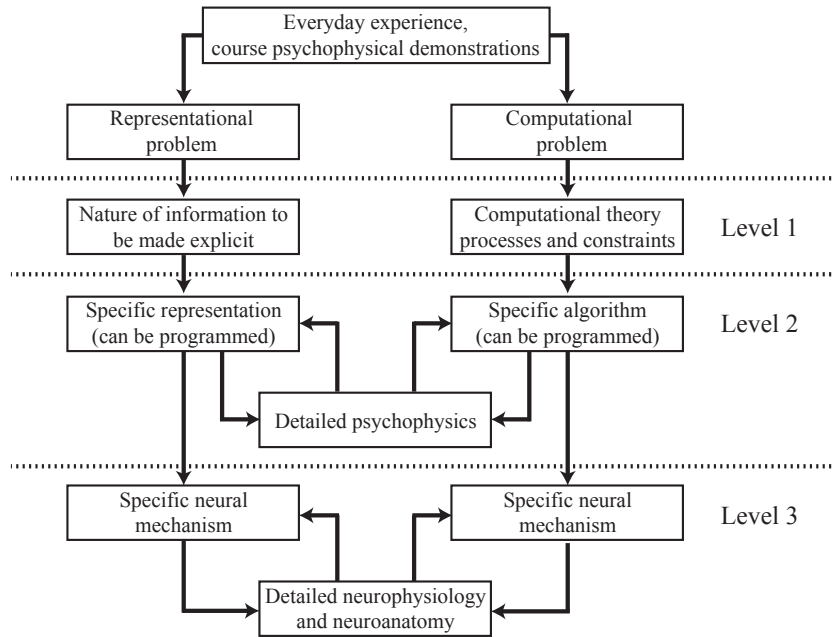 Everyday experience,
course psychophysical demonstrations
Representational
problem
Computational
problem
Nature of information to
be made explicit
Computational theory
processes and constraints
Level 1
Specific representation
(can be programmed)
Specific algorithm
(can be programmed)
Level 2
Detailed psychophysics
Specific neural
mechanism
Specific neural
mechanism
Level 3
Detailed neurophysiology
and neuroanatomy